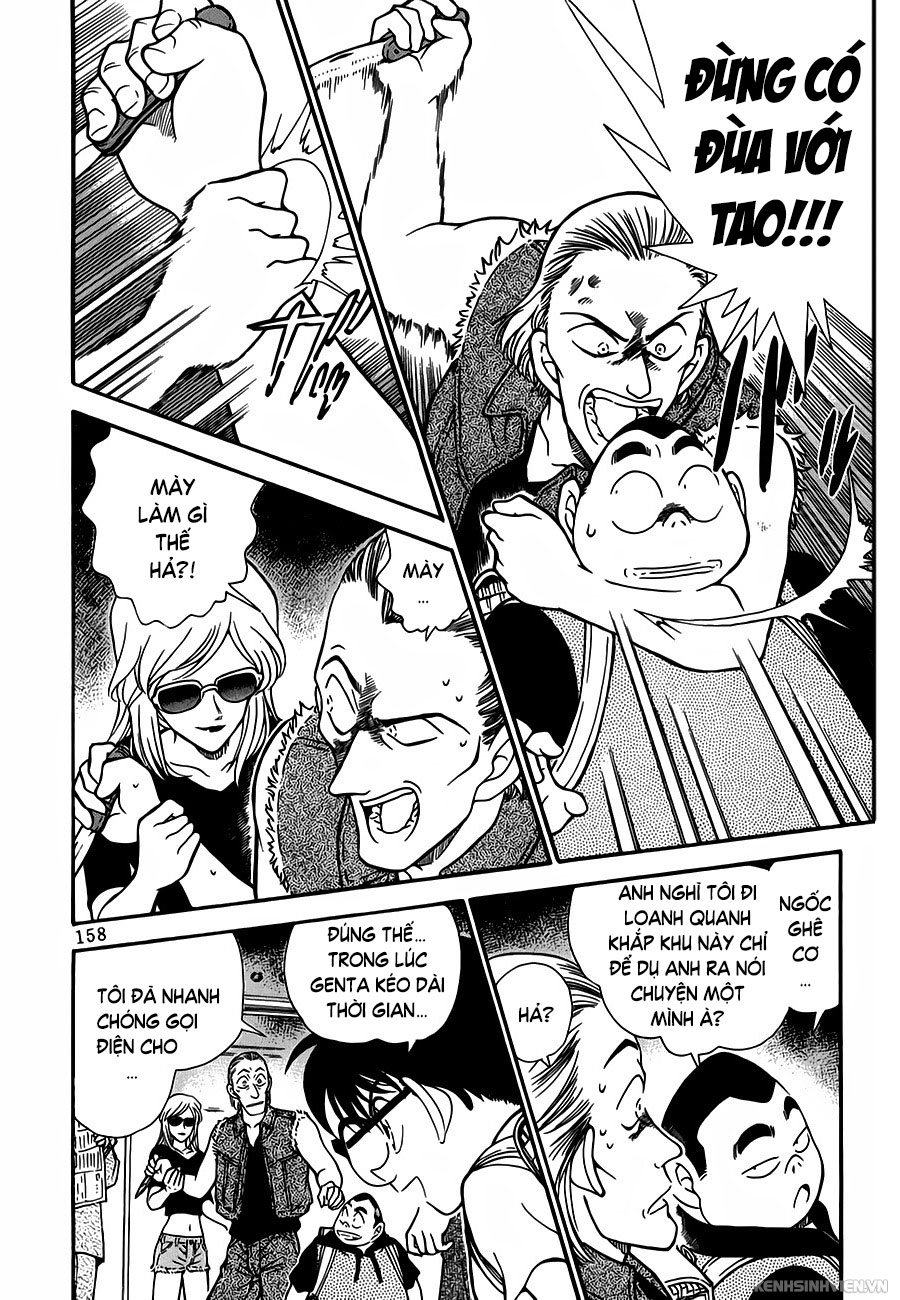 ĐỪNG CÓ
ĐÙA VỚI
TAO!!!
MÀY
...
MÀY
LÀM GÌ
THẾ
HẢ?!
158
NGỐC
GHÊ
CƠ
...
ANH NGHĨ TÔI ĐI
LOANH QUANH
KHẮP KHU NÀY CHỈ
ĐỂ DỤ ANH RA NÓI
CHUYỆN MỘT
MÌNH À?
HẢ?
ĐÚNG THẾ...
TRONG LÚC
GENTA KÉO DÀI
THỜI GIAN...
TÔI ĐÃ NHANH
CHÓNG GỌI
ĐIỆN CHO
...
KENHSINHVIEN.VN